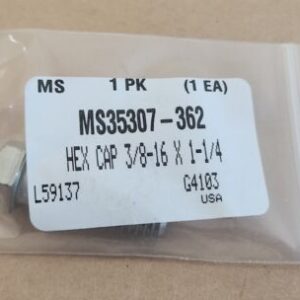 MS 1 PK (1 EA)
MS35307-362
HEX CAP 3/8-16 X 1-1/4
L59137 G4103
USA